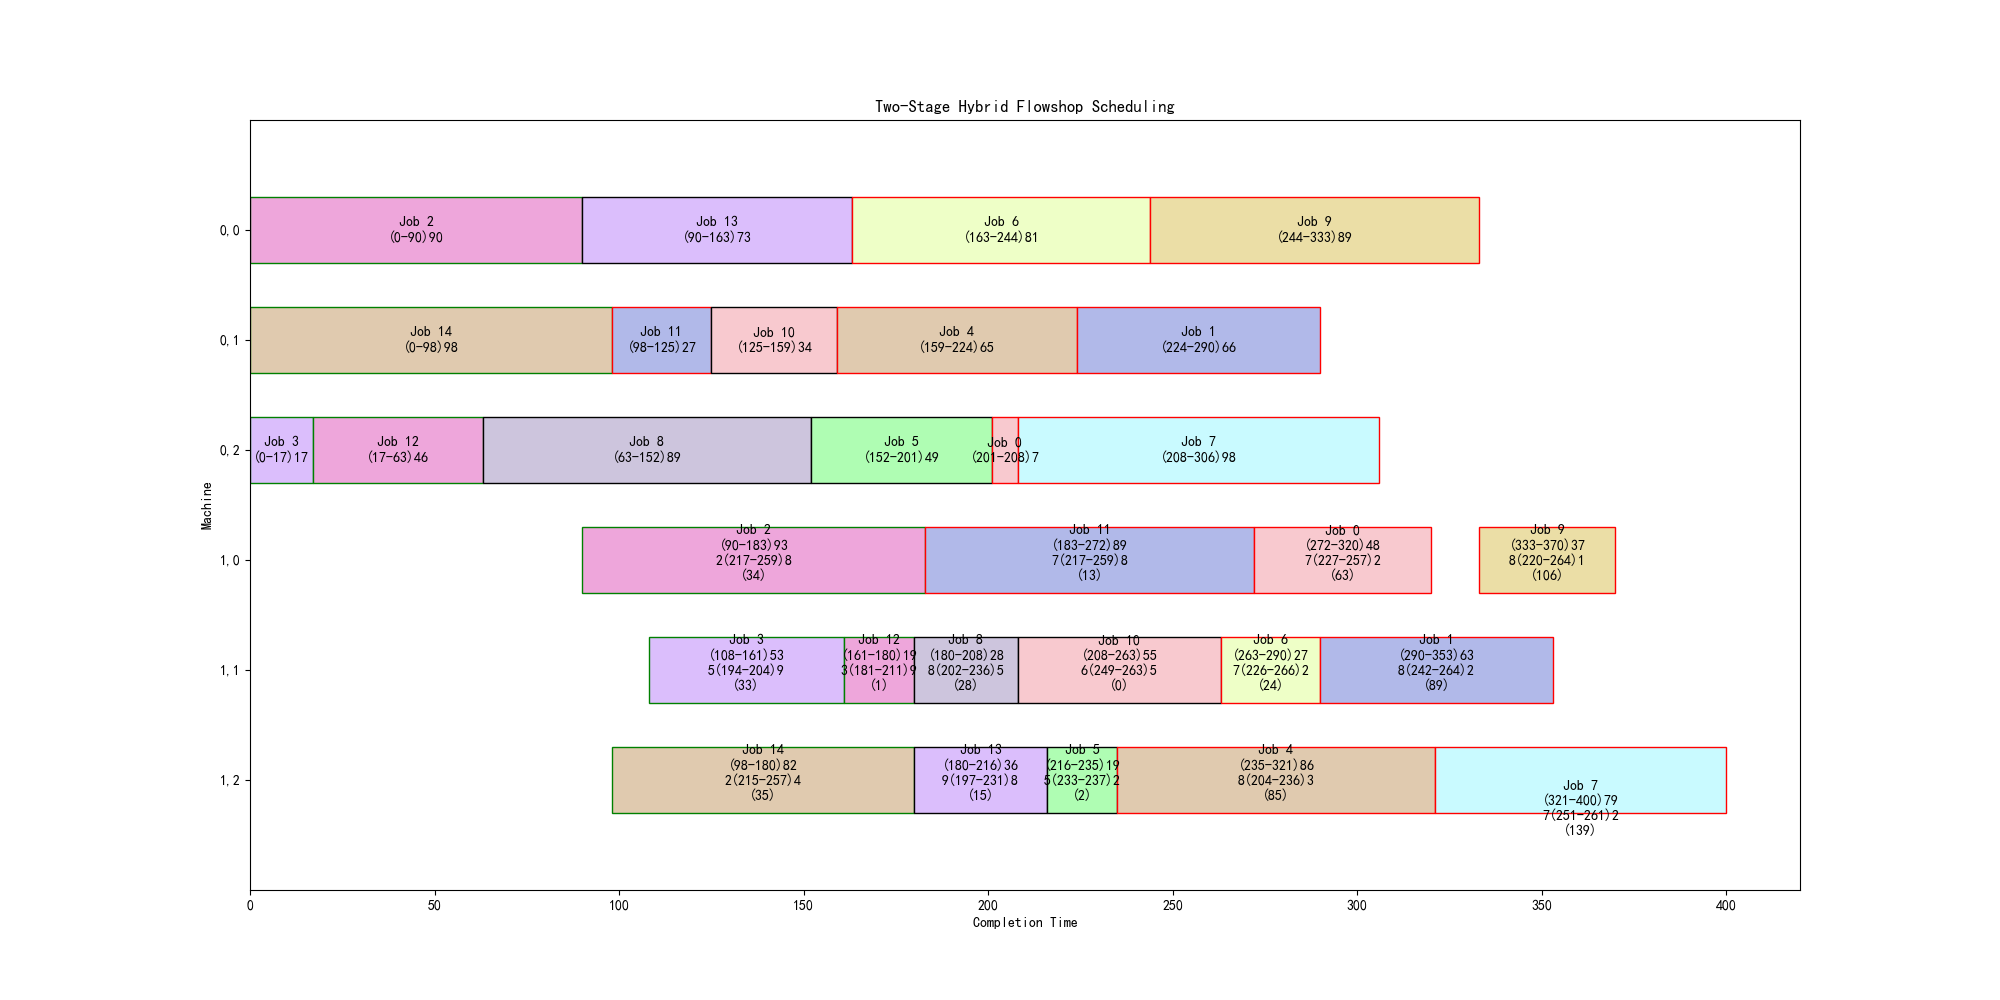 Two-Stage Hybrid Flowshop Scheduling
Machine
0,0
Job 2
(0-90)90
Job 13
(90-163)73
Job 6
(163-244)81
Job 9
(244-333)89
0,1
Job 14
(0-98)98
Job 11
(98-125)27
Job 10
(125-159)34
Job 4
(159-224)65
Job 1
(224-290)66
0,2
Job 3
(0-17)17
Job 12
(17-63)46
Job 8
(63-152)89
Job 5
(152-201)49
Job 0
(201-208)7
Job 7
(208-306)98
1,0
Job 2
(90-183)93
2(217-259)8
(34)
Job 11
(183-272)89
7(217-259)8
(13)
Job 0
(272-320)48
7(227-257)2
(63)
Job 9
(333-370)37
8(220-264)1
(106)
1,1
Job 3
(108-161)53
5(194-204)9
(33)
Job 12
(161-180)19
3(181-211)9
(1)
Job 8
(180-208)28
8(202-236)5
(28)
Job 10
(208-263)55
6(249-263)5
(0)
Job 6
(263-290)27
7(226-266)2
(24)
Job 1
(290-353)63
8(242-264)2
(89)
1,2
Job 14
(98-180)82
2(215-257)4
(35)
Job 13
(180-216)36
9(197-231)8
(15)
Job 5
(216-235)19
5(233-237)2
(2)
Job 4
(235-321)86
8(204-236)3
(85)
Job 7
(321-400)79
7(251-261)2
(139)
0
50
100
150
200
250
300
350
400
Completion Time